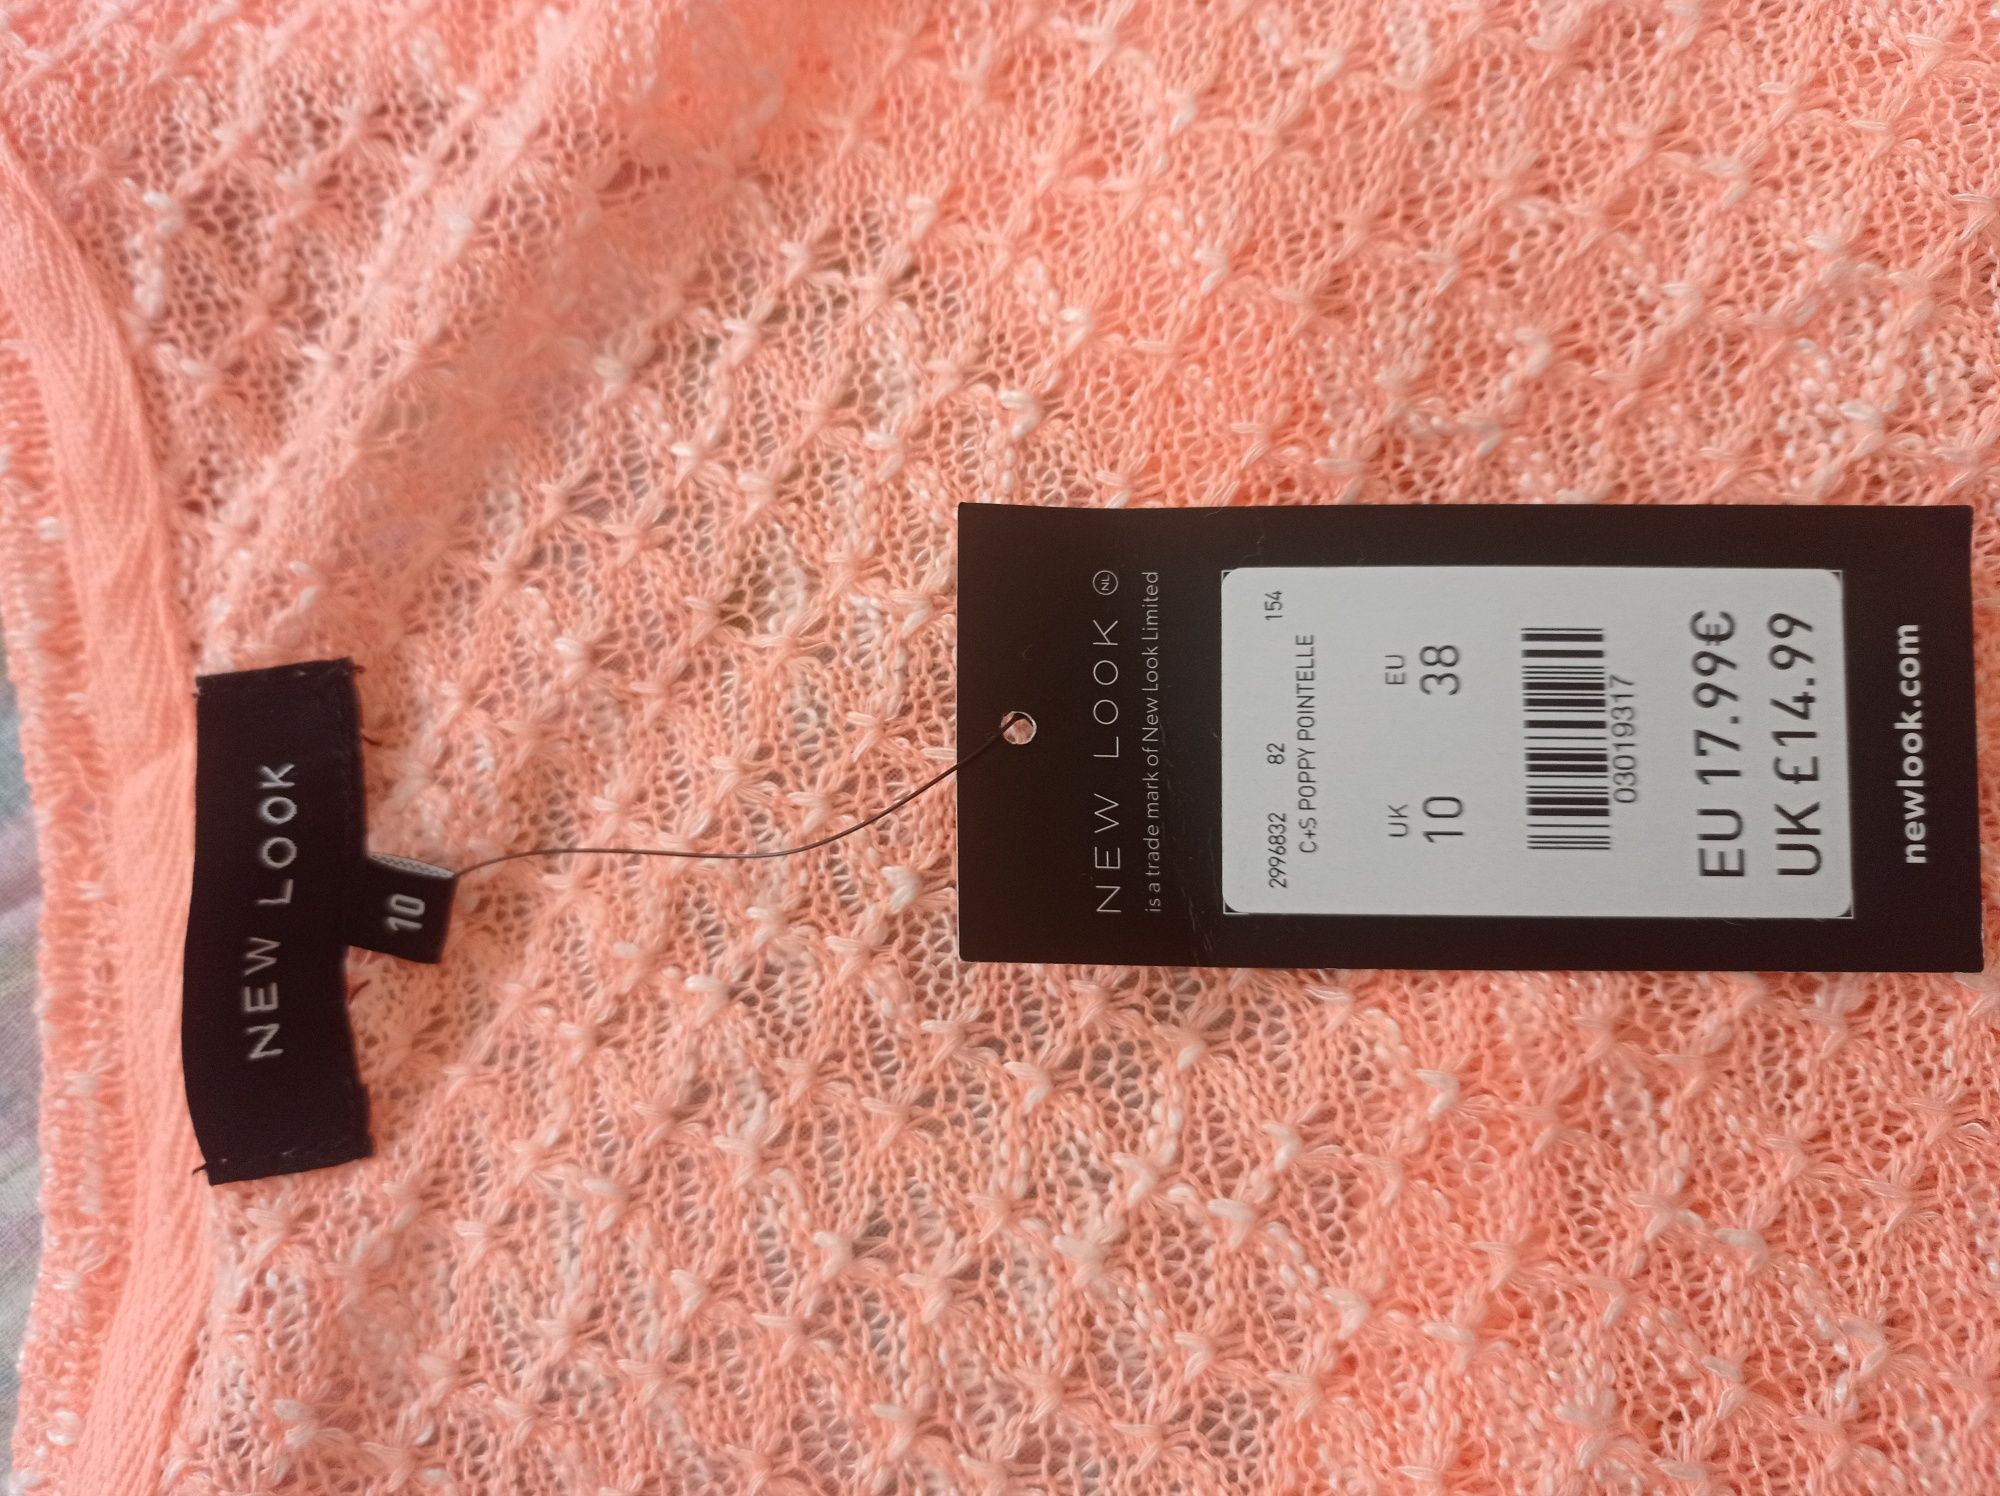 NEW LOOK
10
NEW LOOK NL
is a trade mark of New Look Limited
2996832 82 154
C+S POPPY POINTELLE
UK EU
10 38
03019317
EU 17.99€
UK £14.99
newlook.com